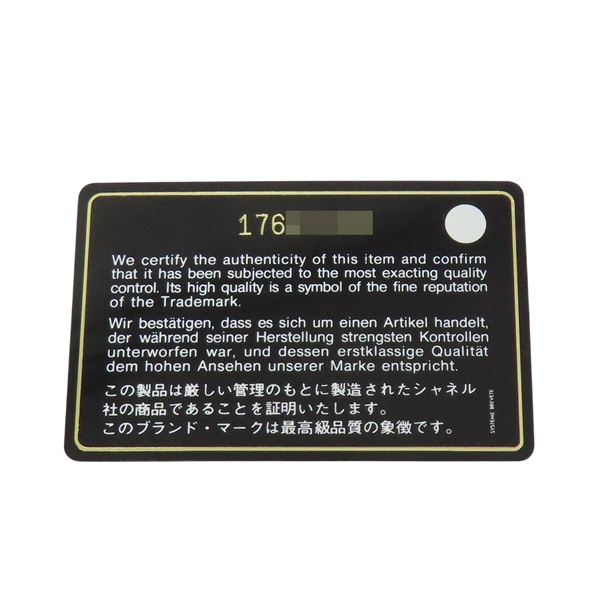 176
We certify the authenticity of this item and confirm
that it has been subjected to the most exacting quality
control. Its high quality is a symbol of the fine reputation
of the Trademark.
Wir bestätigen, dass es sich um einen Artikel handelt,
der während seiner Herstellung strengsten Kontrollen
unterworfen war, und dessen erstklassige Qualität
dem hohen Ansehen unserer Marke entspricht.
この製品は厳しい管理のもとに製造されたシャネル
社の商品であることを証明いたします。
このブランド・マークは最高級品質の象徴です。
SYSTEME BREVETE